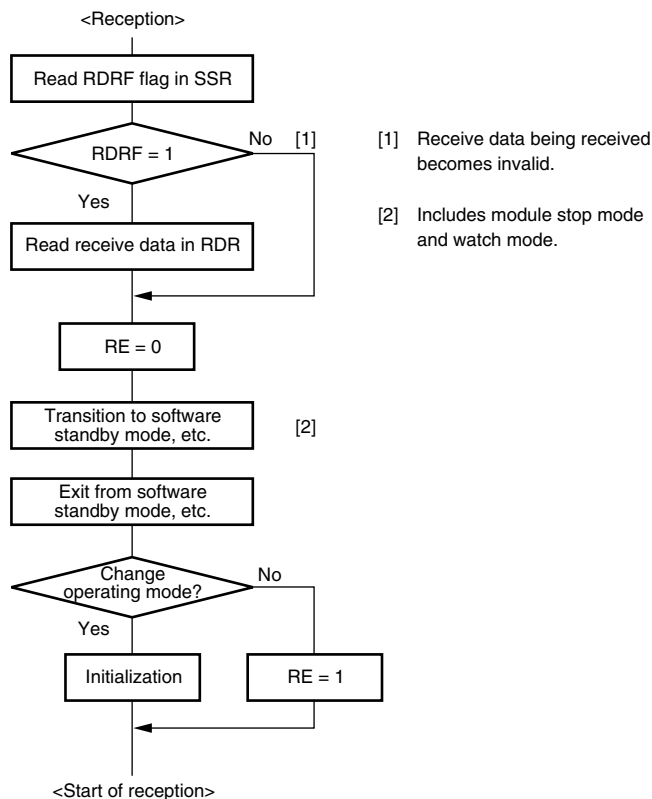 <Reception>
Read RDRF flag in SSR
RDRF = 1
No [1]
Yes
Read receive data in RDR
RE = 0
Transition to software
standby mode, etc.
[2]
Exit from software
standby mode, etc.
Change
operating mode?
No
Yes
Initialization
RE = 1
<Start of reception>
[1] Receive data being received
becomes invalid.
[2] Includes module stop mode
and watch mode.